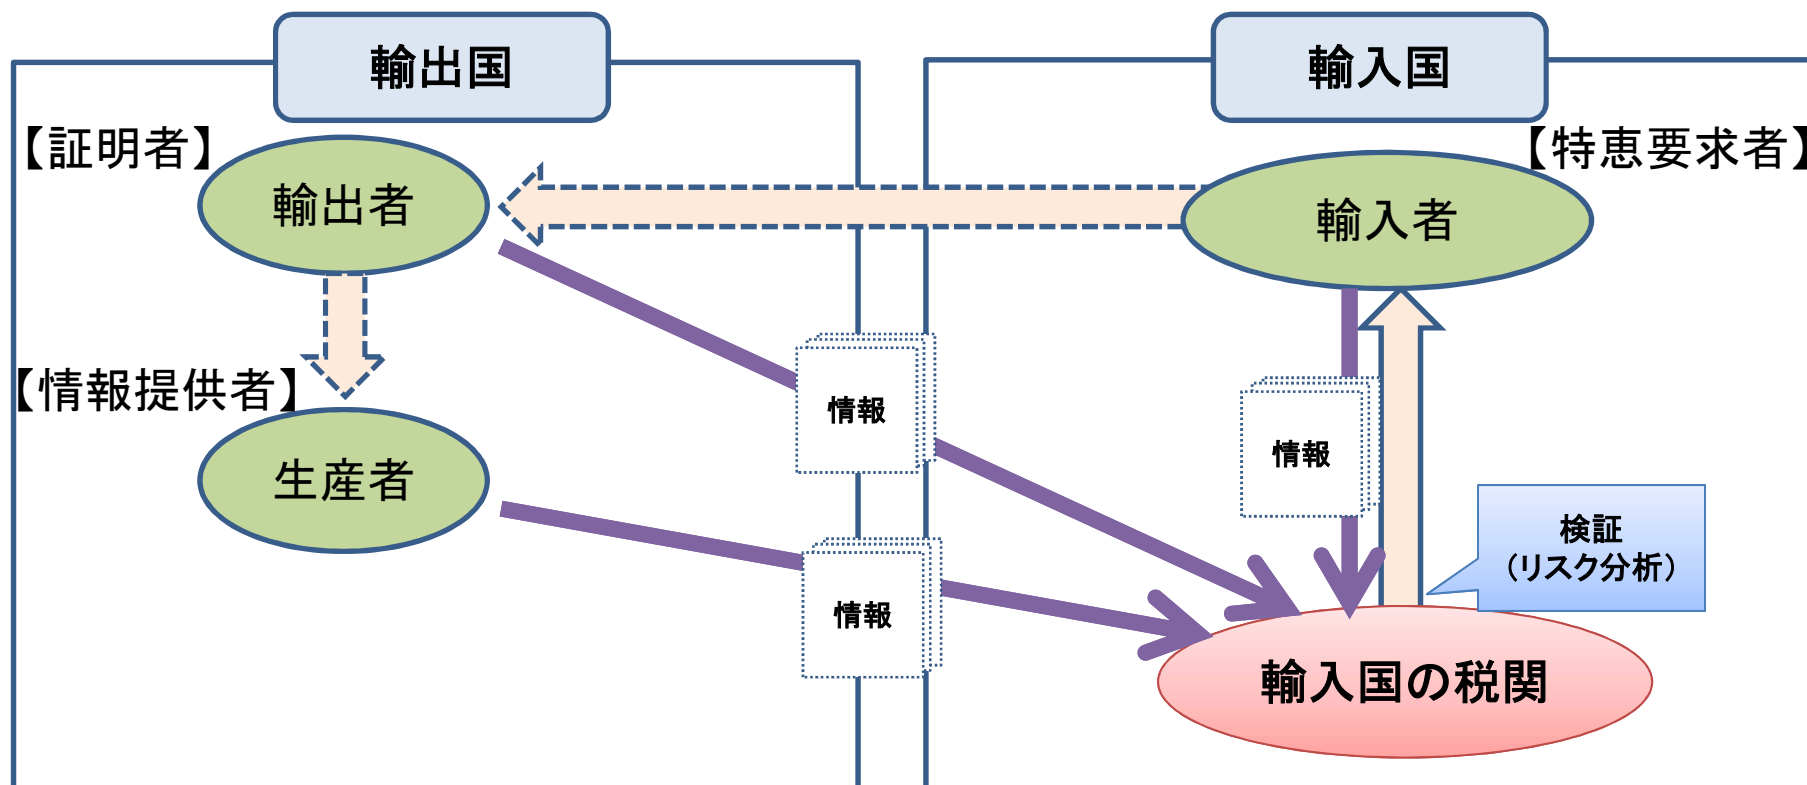 輸出国
輸入国
【証明者】
【特恵要求者】
輸出者
輸入者
【情報提供者】
情報
情報
生産者
検証
（リスク分析）
情報
輸入国の税関